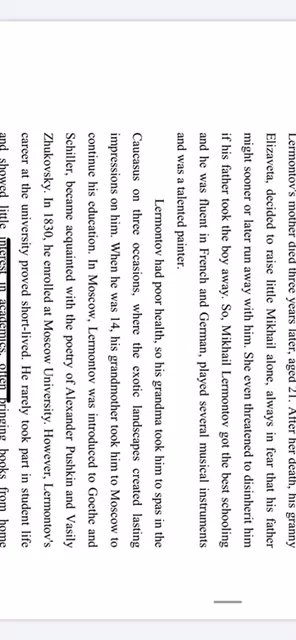 Lermontov's mother died three years later, aged 21. After her death, his granny
Elizaveta, decided to raise little Mikhail alone, always in fear that his father
might sooner or later run away with him. She even threatened to disinherit him
if his father took the boy away. So, Mikhail Lermontov got the best schooling
and he was fluent in French and German, played several musical instruments
and was a talented painter.
Lermontov had poor health, so his grandma took him to spas in the
Caucasus on three occasions, where the exotic landscapes created lasting
impressions on him. When he was 14, his grandmother took him to Moscow to
continue his education. In Moscow, Lermontov was introduced to Goethe and
Schiller, became acquainted with the poetry of Alexander Pushkin and Vasily
Zhukovsky. In 1830, he enrolled at Moscow University. However, Lermontov's
career at the university proved short-lived. He rarely took part in student life
and showed little interest in academics, often bringing books from home